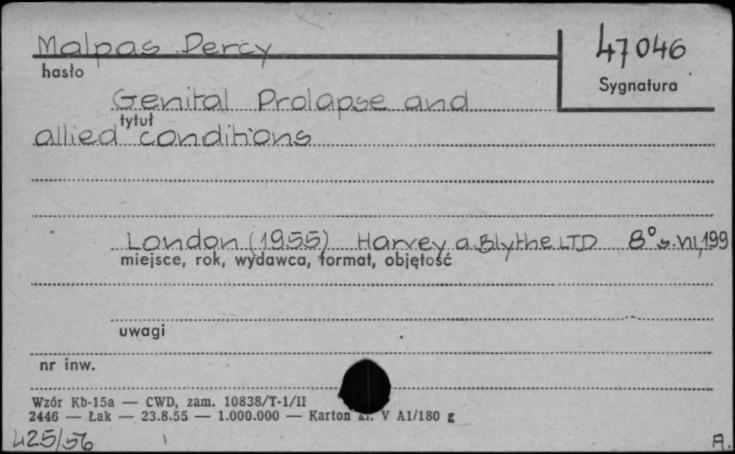 Malpas Percy
hasło
47046
Sygnatura
Genital Prolapse and
tytuł
allied conditions
London (1955) Harvey a. Blythe LTD 8° s. VII, 199
miejsce, rok, wydawca, format, objętość
uwagi
nr inw.
Wzór Kb-15a — CWD, zam. 10838/T-1/II
2446 — Łak — 23.8.55 — 1.000.000 — Karton kl. V A1/180 g
425/56
A.